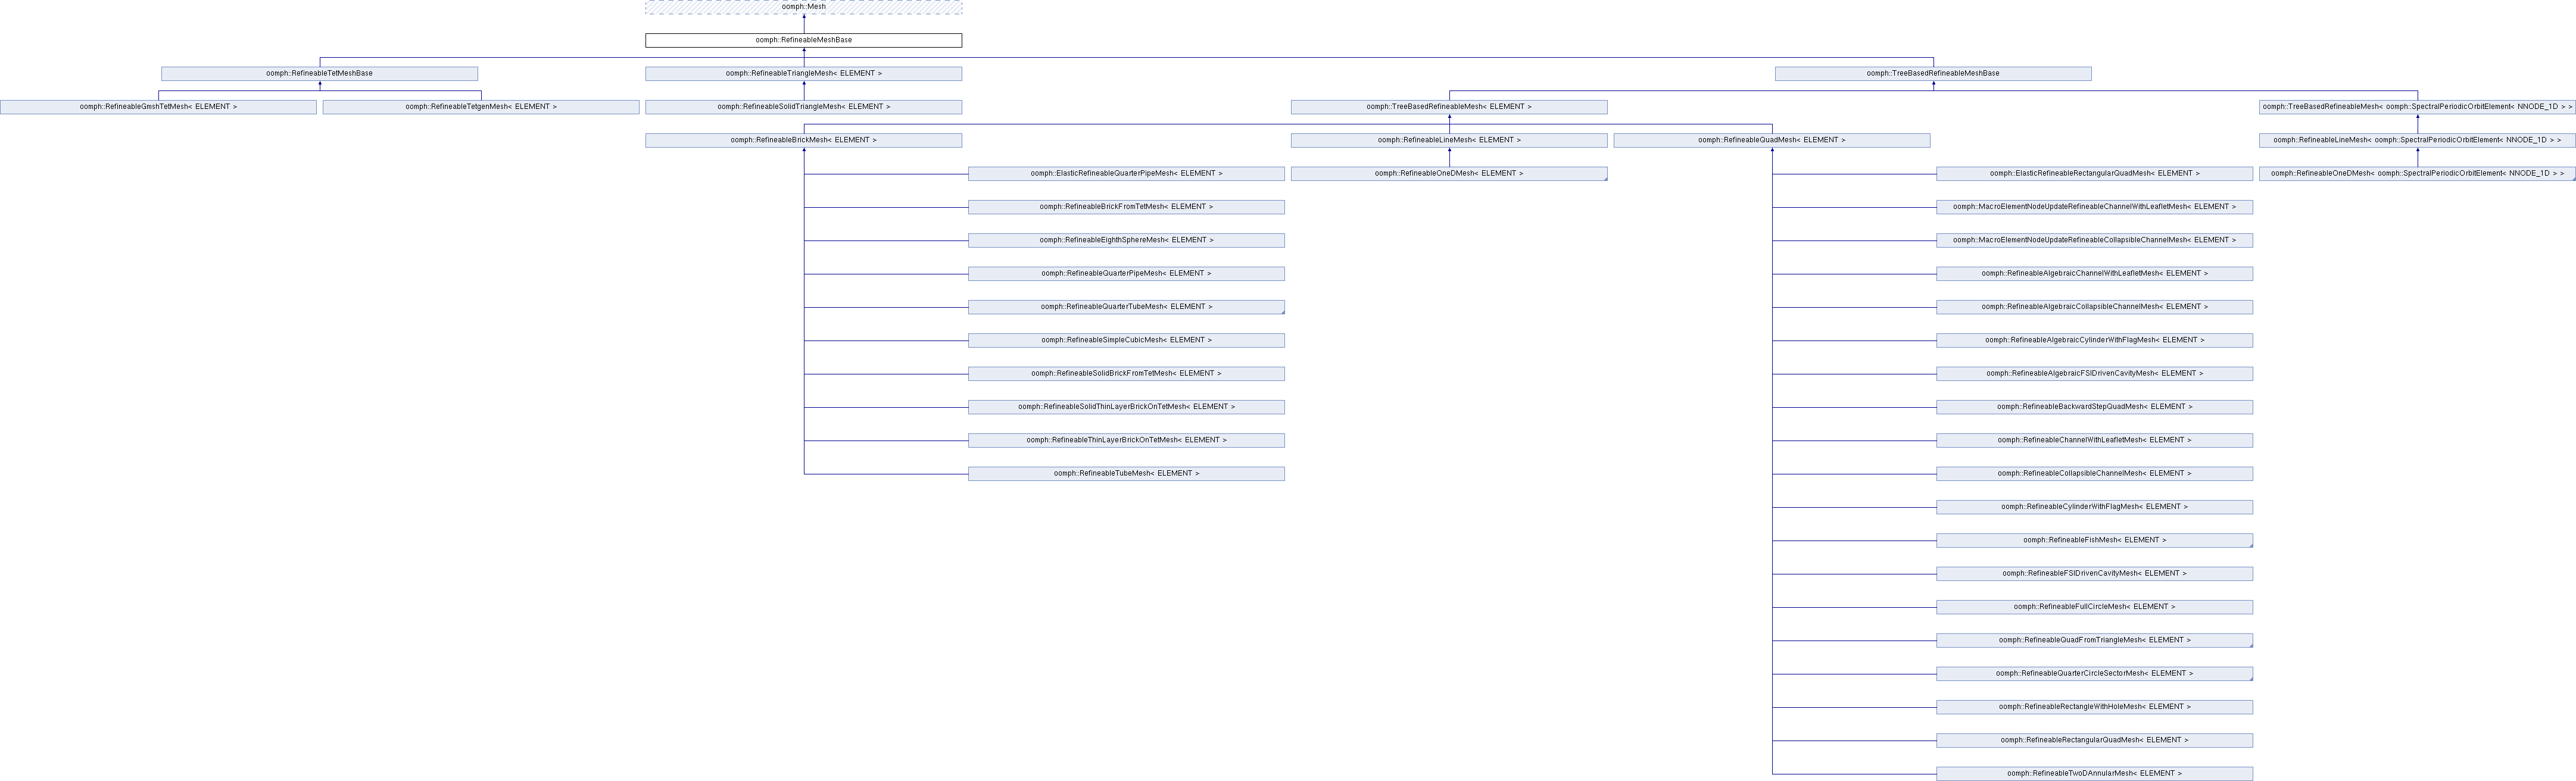 oomph::Mesh
oomph::RefineableMeshBase
oomph::RefineableTetMeshBase
oomph::RefineableTriangleMesh< ELEMENT >
oomph::TreeBasedRefineableMeshBase
oomph::RefineableGmshTetMesh< ELEMENT >
oomph::RefineableTetgenMesh< ELEMENT >
oomph::RefineableSolidTriangleMesh< ELEMENT >
oomph::TreeBasedRefineableMesh< ELEMENT >
oomph::TreeBasedRefineableMesh< oomph::SpectralPeriodicOrbitElement< NNODE_1D > >
oomph::RefineableBrickMesh< ELEMENT >
oomph::RefineableLineMesh< ELEMENT >
oomph::RefineableQuadMesh< ELEMENT >
oomph::RefineableLineMesh< oomph::SpectralPeriodicOrbitElement< NNODE_1D > >
oomph::ElasticRefineableQuarterPipeMesh< ELEMENT >
oomph::RefineableOneDMesh< ELEMENT >
oomph::ElasticRefineableRectangularQuadMesh< ELEMENT >
oomph::RefineableOneDMesh< oomph::SpectralPeriodicOrbitElement< NNODE_1D > >
oomph::RefineableBrickFromTetMesh< ELEMENT >
oomph::MacroElementNodeUpdateRefineableChannelWithLeafletMesh< ELEMENT >
oomph::RefineableEighthSphereMesh< ELEMENT >
oomph::MacroElementNodeUpdateRefineableCollapsibleChannelMesh< ELEMENT >
oomph::RefineableQuarterPipeMesh< ELEMENT >
oomph::RefineableAlgebraicChannelWithLeafletMesh< ELEMENT >
oomph::RefineableQuarterTubeMesh< ELEMENT >
oomph::RefineableAlgebraicCollapsibleChannelMesh< ELEMENT >
oomph::RefineableSimpleCubicMesh< ELEMENT >
oomph::RefineableAlgebraicCylinderWithFlagMesh< ELEMENT >
oomph::RefineableSolidBrickFromTetMesh< ELEMENT >
oomph::RefineableAlgebraicFSIDrivenCavityMesh< ELEMENT >
oomph::RefineableSolidThinLayerBrickOnTetMesh< ELEMENT >
oomph::RefineableBackwardStepQuadMesh< ELEMENT >
oomph::RefineableThinLayerBrickOnTetMesh< ELEMENT >
oomph::RefineableChannelWithLeafletMesh< ELEMENT >
oomph::RefineableTubeMesh< ELEMENT >
oomph::RefineableCollapsibleChannelMesh< ELEMENT >
oomph::RefineableCylinderWithFlagMesh< ELEMENT >
oomph::RefineableFishMesh< ELEMENT >
oomph::RefineableFSIDrivenCavityMesh< ELEMENT >
oomph::RefineableFullCircleMesh< ELEMENT >
oomph::RefineableQuadFromTriangleMesh< ELEMENT >
oomph::RefineableQuarterCircleSectorMesh< ELEMENT >
oomph::RefineableRectangleWithHoleMesh< ELEMENT >
oomph::RefineableRectangularQuadMesh< ELEMENT >
oomph::RefineableTwoDAnnularMesh< ELEMENT >